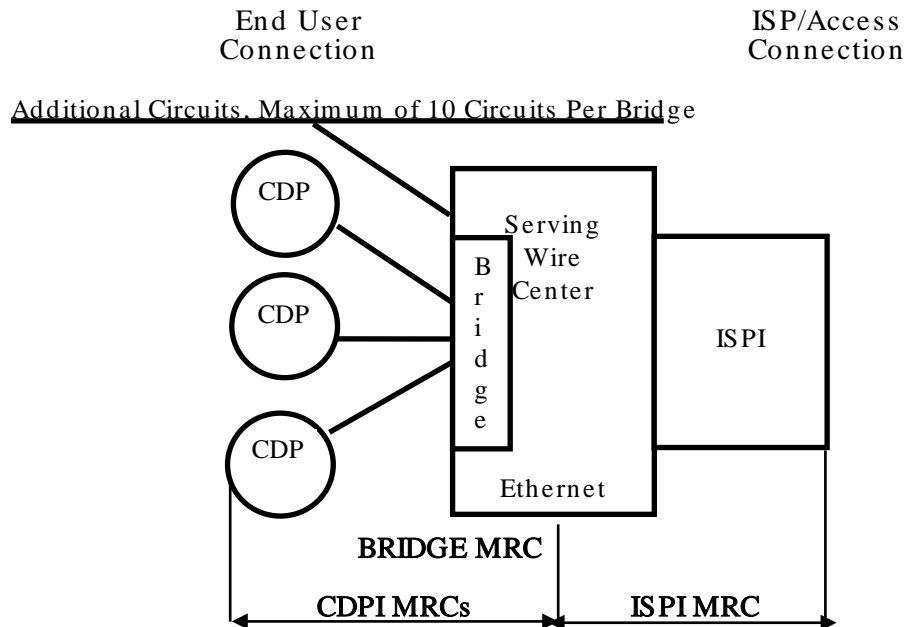 End User
Connection
ISP/Access
Connection
Additional Circuits, Maximum of 10 Circuits Per Bridge
CDP
CDP
CDP
Bridge
Serving
Wire
Center
Ethernet
ISPI
BRIDGE MRC
CDPI MRCs
ISPI MRC